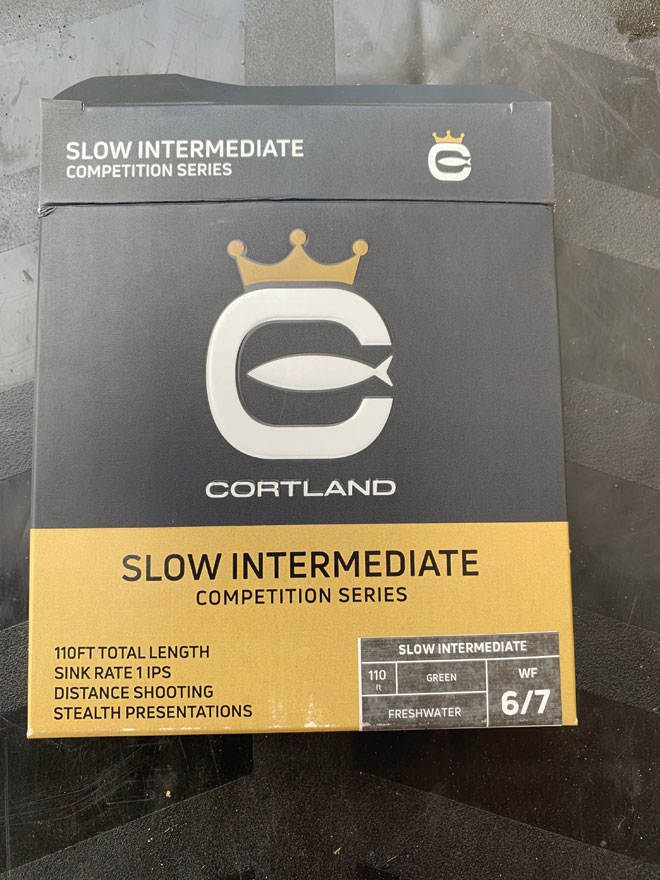 SLOW INTERMEDIATE
COMPETITION SERIES
CORTLAND
SLOW INTERMEDIATE
COMPETITION SERIES
110FT TOTAL LENGTH
SINK RATE 1 IPS
DISTANCE SHOOTING
STEALTH PRESENTATIONS
SLOW INTERMEDIATE
110
ft
GREEN
WF
FRESHWATER
6/7